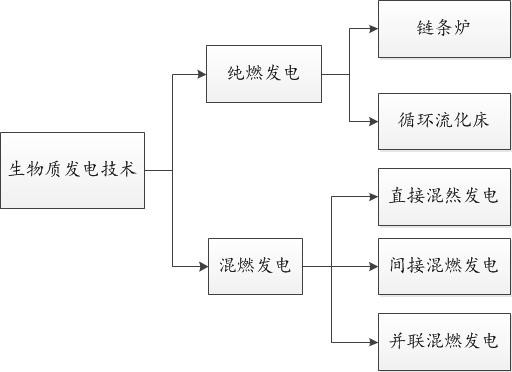 链条炉
纯燃发电
循环流化床
生物质发电技术
直接混然发电
混燃发电
间接混燃发电
并联混燃发电